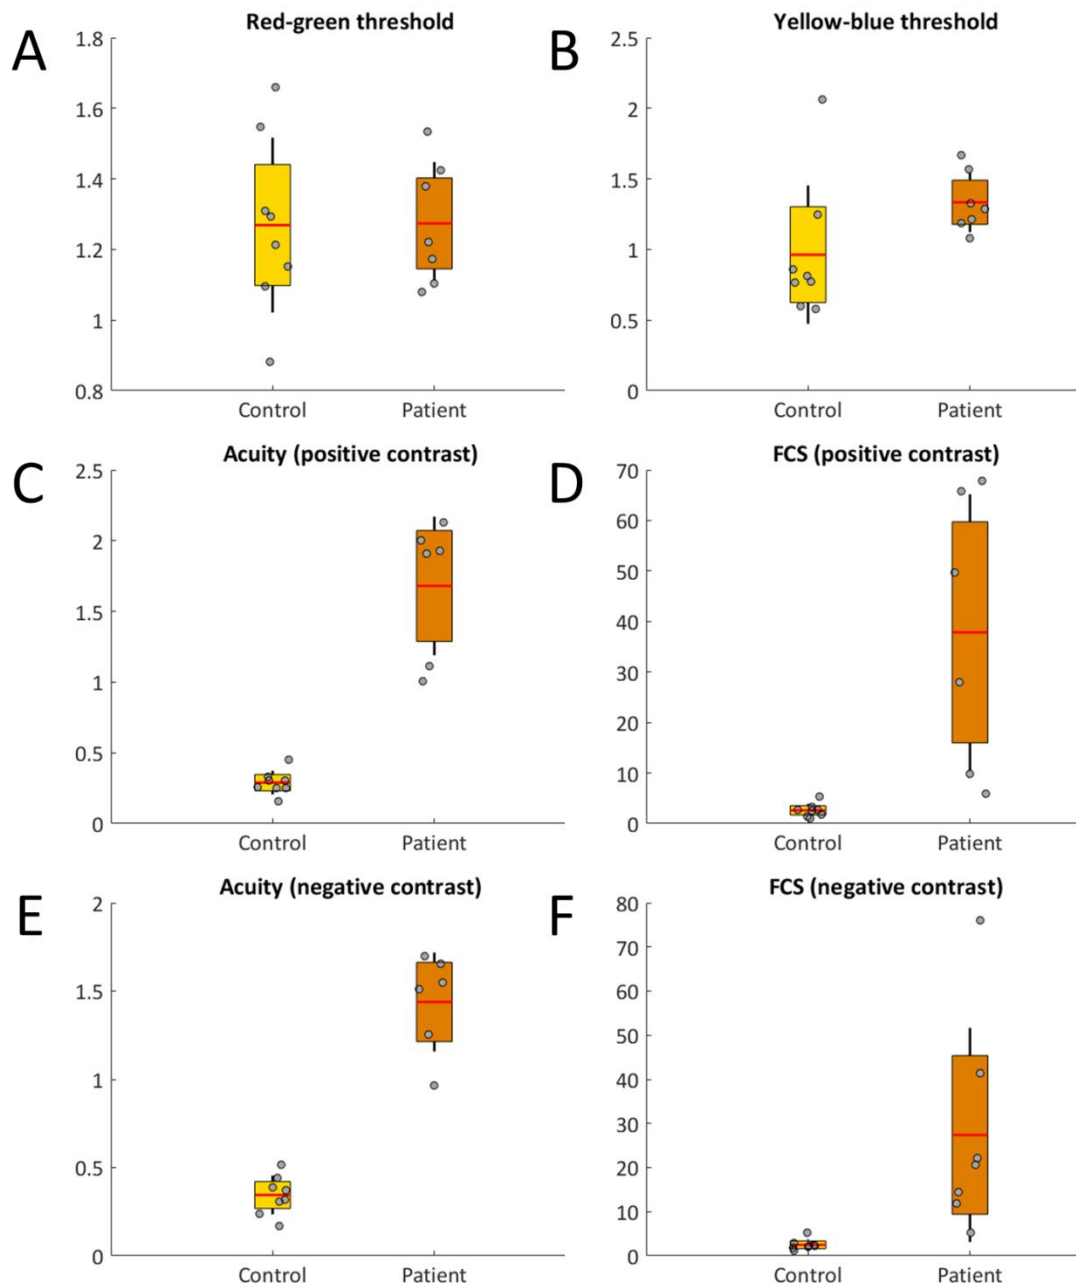 A
Red-green threshold
1.8
1.6
1.4
1.2
1
0.8
Control Patient
B
Yellow-blue threshold
2.5
2
1.5
1
0.5
0
Control Patient
C
Acuity (positive contrast)
2.5
2
1.5
1
0.5
0
Control Patient
D
FCS (positive contrast)
70
60
50
40
30
20
10
0
Control Patient
E
Acuity (negative contrast)
2
1.5
1
0.5
0
Control Patient
F
FCS (negative contrast)
80
70
60
50
40
30
20
10
0
Control Patient